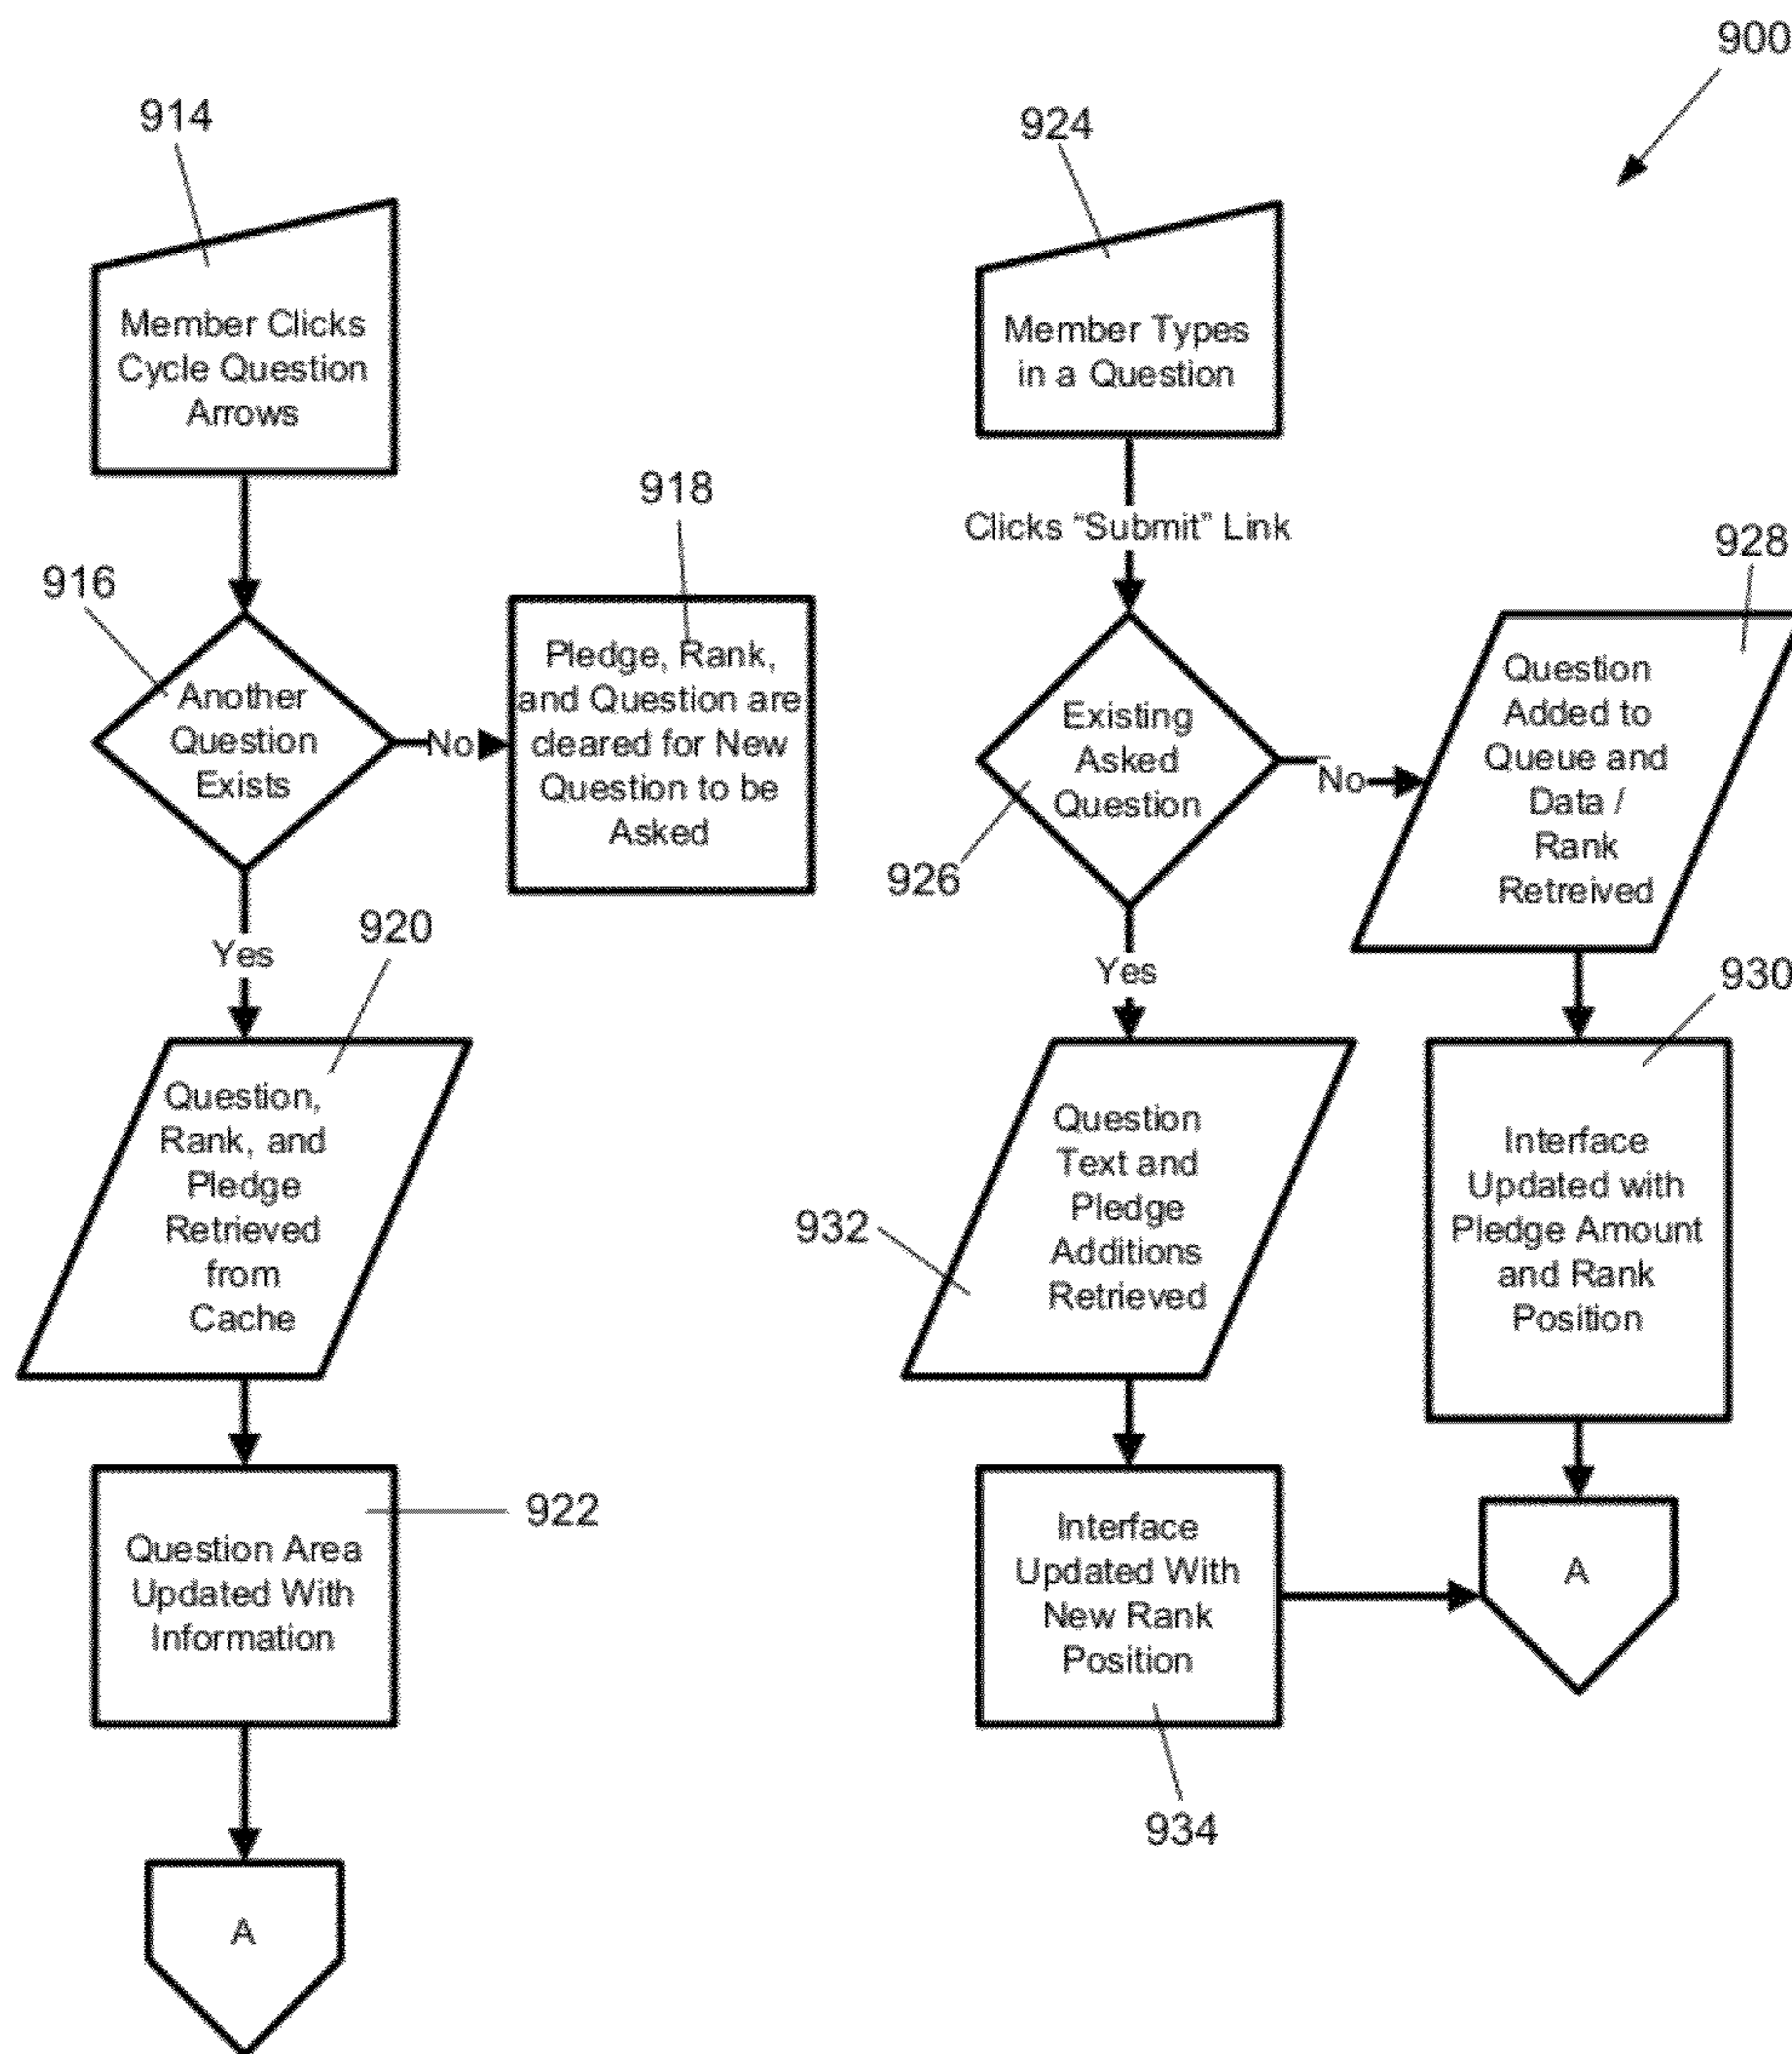 900
914
Member Clicks
Cycle Question
Arrows
916
Another
Question
Exists
No
918
Pledge, Rank,
and Question are
cleared for New
Question to be
Asked
Yes
920
Question,
Rank, and
Pledge
Retrieved
from
Cache
922
Question Area
Updated With
Information
A
924
Member Types
in a Question
Clicks “Submit” Link
926
Existing
Asked
Question
No
928
Question
Added to
Queue and
Data /
Rank
Retreived
930
Interface
Updated with
Pledge Amount
and Rank
Position
Yes
932
Question
Text and
Pledge
Additions
Retrieved
934
Interface
Updated With
New Rank
Position
A